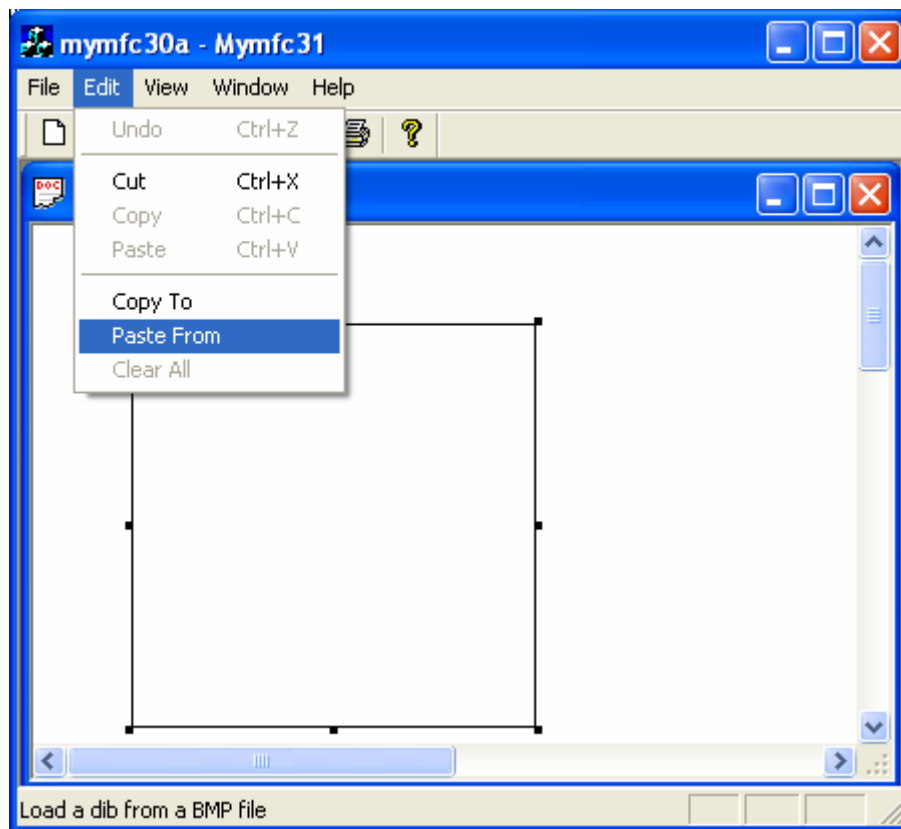 mymfc30a - Mymfc31
File Edit View Window Help
Undo Ctrl+Z
Cut Ctrl+X
Copy Ctrl+C
Paste Ctrl+V
Copy To
Paste From
Clear All
DOC
Load a dib from a BMP file